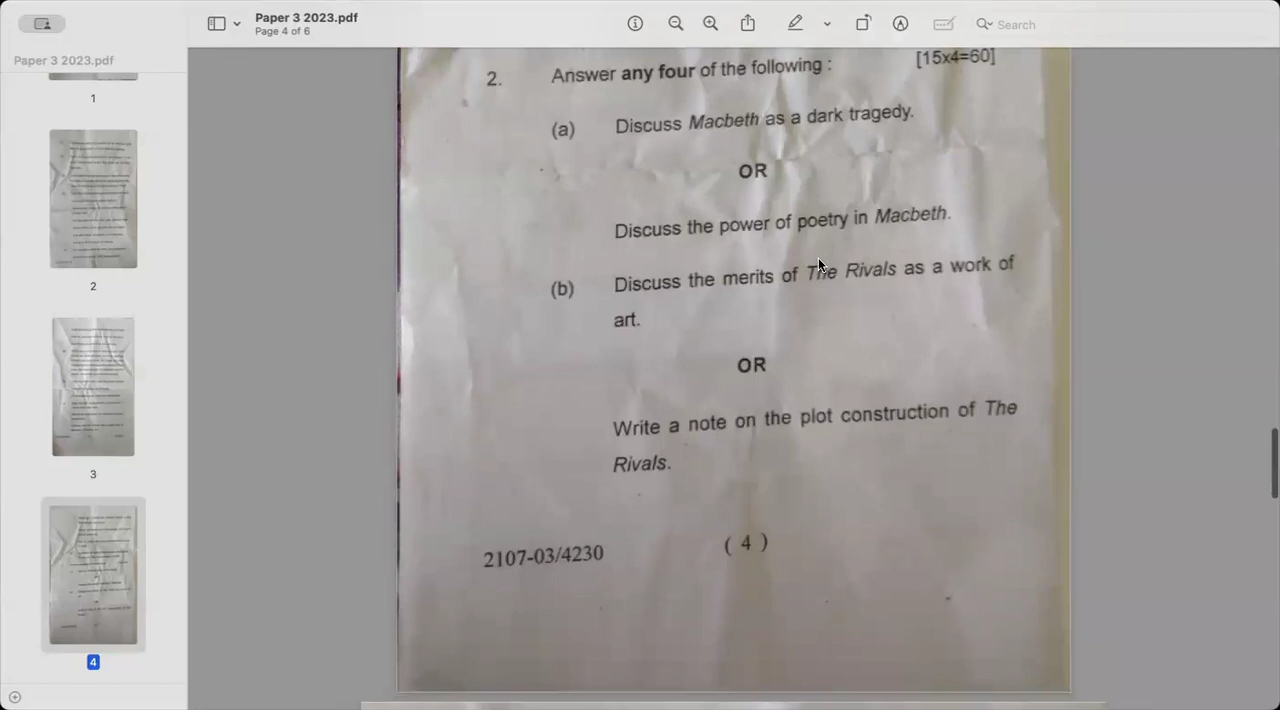 Paper 3 2023.pdf
Page 4 of 6
Search
Paper 3 2023.pdf
1
2
3
4
[15x4=60]
2. Answer any four of the following :
(a) Discuss Macbeth as a dark tragedy.
OR
Discuss the power of poetry in Macbeth.
(b) Discuss the merits of The Rivals as a work of
art.
OR
Write a note on the plot construction of The
Rivals.
2107-03/4230 ( 4 )